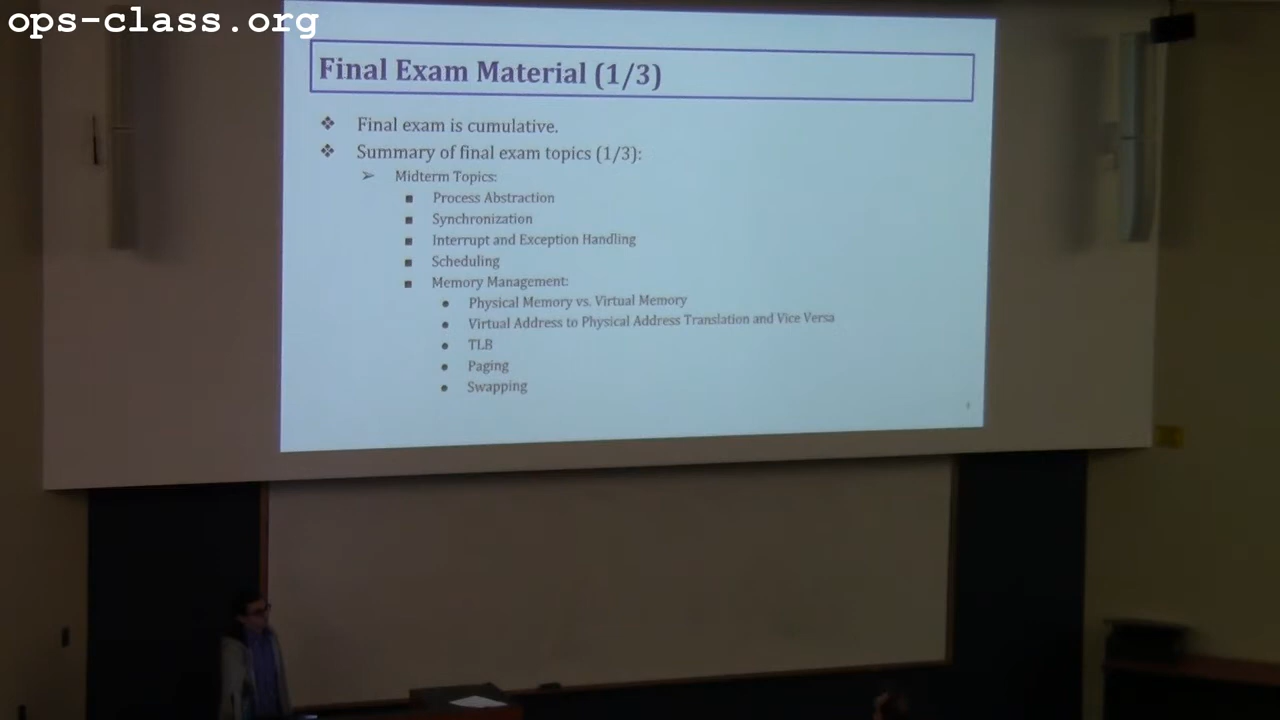 ops-class.org
Final Exam Material (1/3)
❖ Final exam is cumulative.
❖ Summary of final exam topics (1/3):
➢ Midterm Topics:
■ Process Abstraction
■ Synchronization
■ Interrupt and Exception Handling
■ Scheduling
■ Memory Management:
● Physical Memory vs. Virtual Memory
● Virtual Address to Physical Address Translation and Vice Versa
● TLB
● Paging
● Swapping